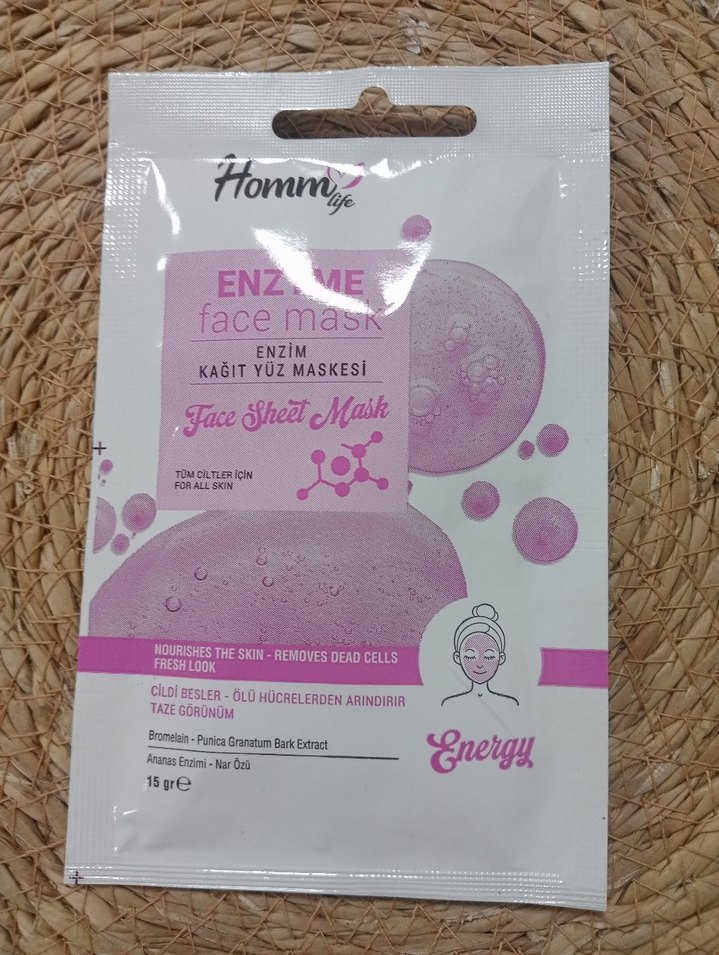 Homm
life
ENZYME
face mask
ENZİM
KAĞIT YÜZ MASKESİ
Face Sheet Mask
TÜM CİLTLER İÇİN
FOR ALL SKIN
NOURISHES THE SKIN - REMOVES DEAD CELLS
FRESH LOOK
CİLDİ BESLER - ÖLÜ HÜCRELERDEN ARINDIRIR
TAZE GÖRÜNÜM
Energy
Bromelain - Punica Granatum Bark Extract
Ananas Enzimi - Nar Özü
15 gr ℮